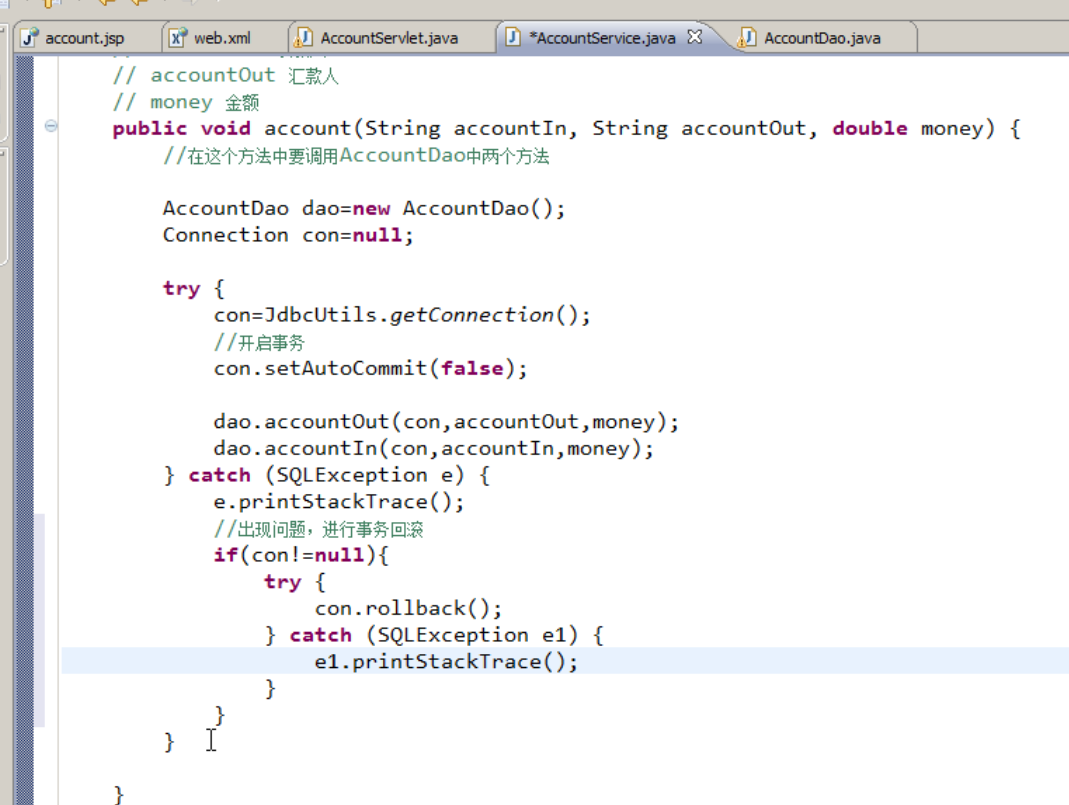 account.jsp web.xml AccountServlet.java *AccountService.java AccountDao.java
// accountOut 汇款人
// money 金额
public void account(String accountIn, String accountOut, double money) {
//在这个方法中要调用AccountDao中两个方法
AccountDao dao=new AccountDao();
Connection con=null;
try {
con=JdbcUtils.getConnection();
//开启事务
con.setAutoCommit(false);
dao.accountOut(con,accountOut,money);
dao.accountIn(con,accountIn,money);
} catch (SQLException e) {
e.printStackTrace();
//出现问题，进行事务回滚
if(con!=null){
try {
con.rollback();
} catch (SQLException e1) {
e1.printStackTrace();
}
}
}
}